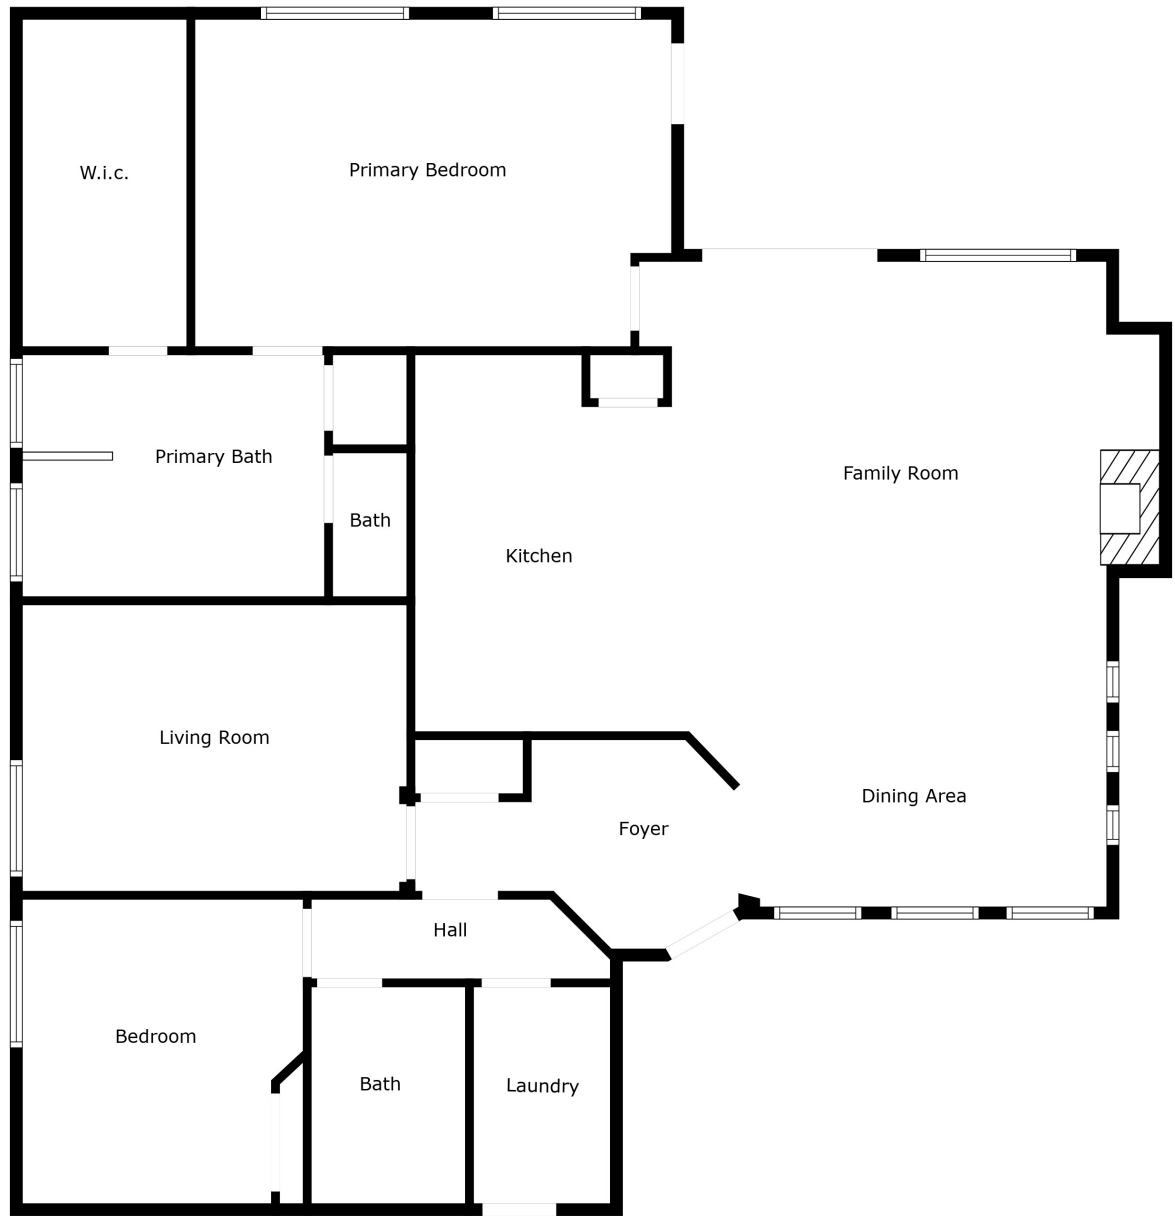 W.i.c.
Primary Bedroom
Primary Bath
Bath
Kitchen
Family Room
Living Room
Foyer
Dining Area
Hall
Bedroom
Bath
Laundry